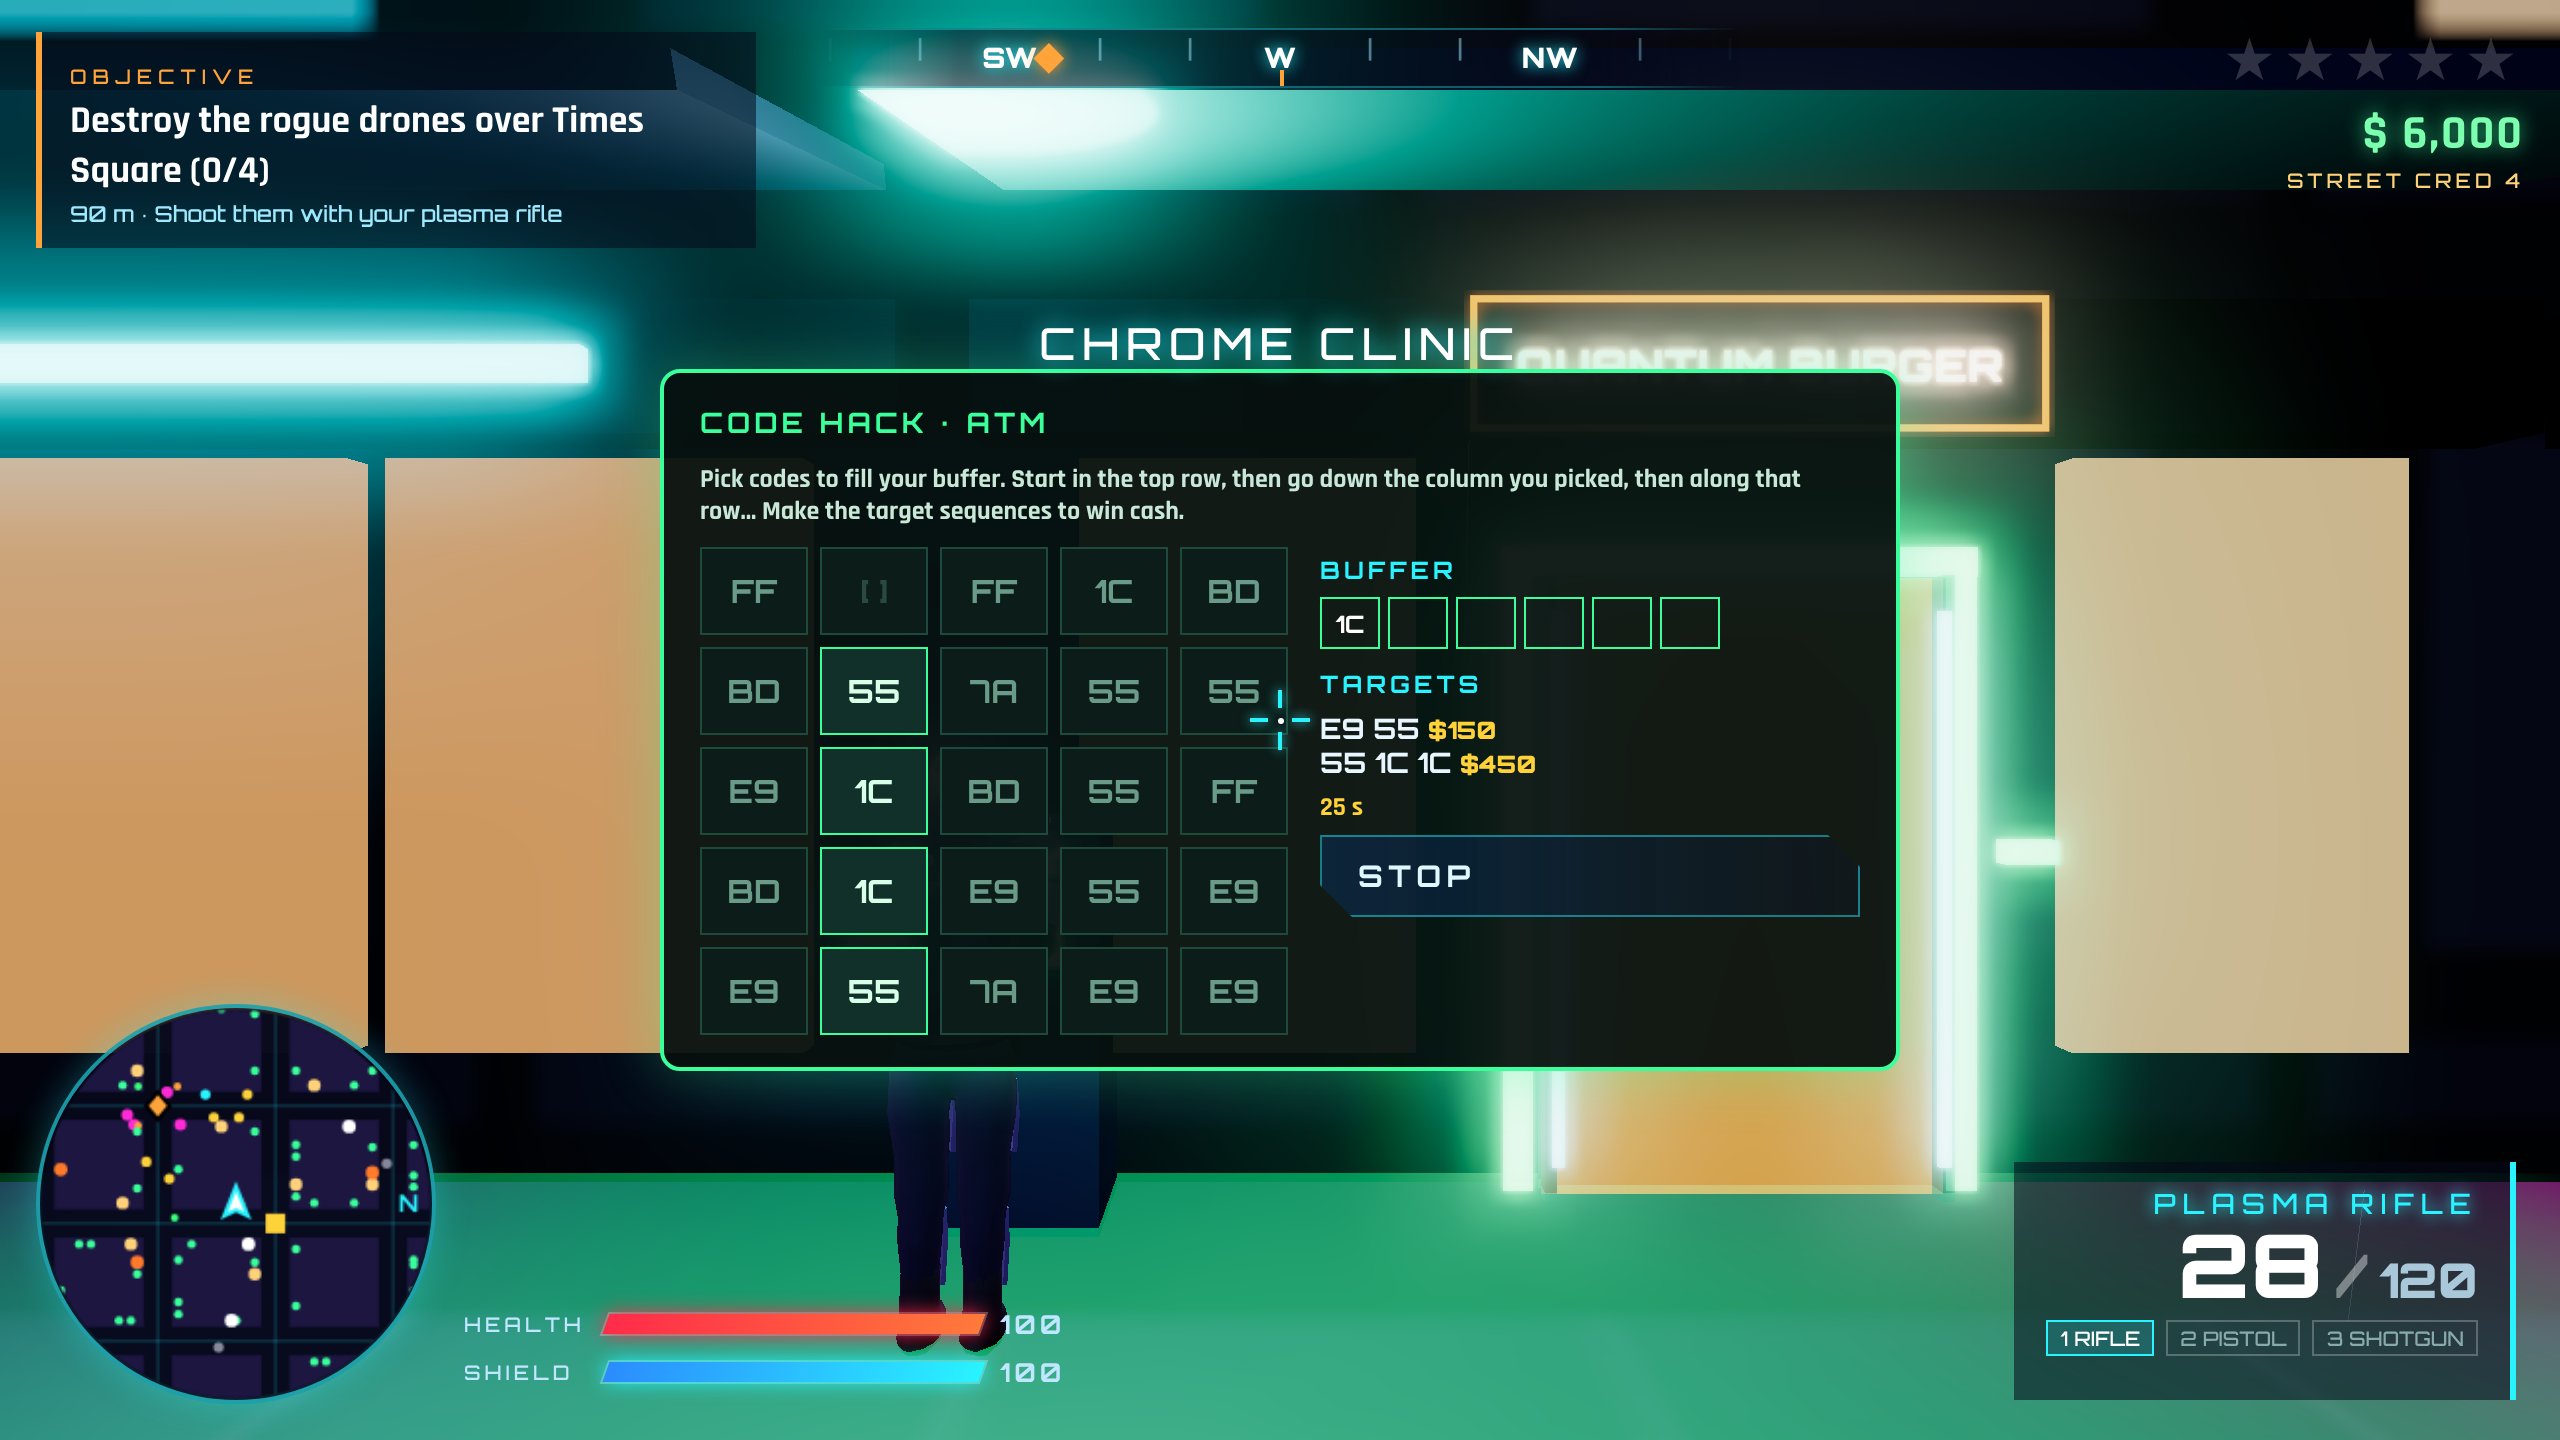 OBJECTIVE
Destroy the rogue drones over Times
Square (0/4)
90 m · Shoot them with your plasma rifle
SW W NW
$ 6,000
STREET CRED 4
CHROME CLINIC
QUANTUM BURGER
CODE HACK · ATM
Pick codes to fill your buffer. Start in the top row, then go down the column you picked, then along that
row... Make the target sequences to win cash.
FF [ ] FF 1C BD
BD 55 7A 55 55
E9 1C BD 55 FF
BD 1C E9 55 E9
E9 55 7A E9 E9
BUFFER
1C
TARGETS
E9 55 $150
55 1C 1C $450
25 s
STOP
N
HEALTH 100
SHIELD 100
PLASMA RIFLE
28 / 120
1 RIFLE 2 PISTOL 3 SHOTGUN